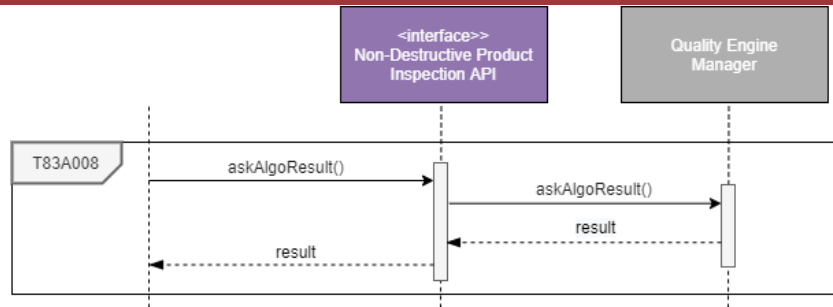 <interface>>
Non-Destructive Product
Inspection API
Quality Engine
Manager
T83A008
askAlgoResult()
askAlgoResult()
result
result